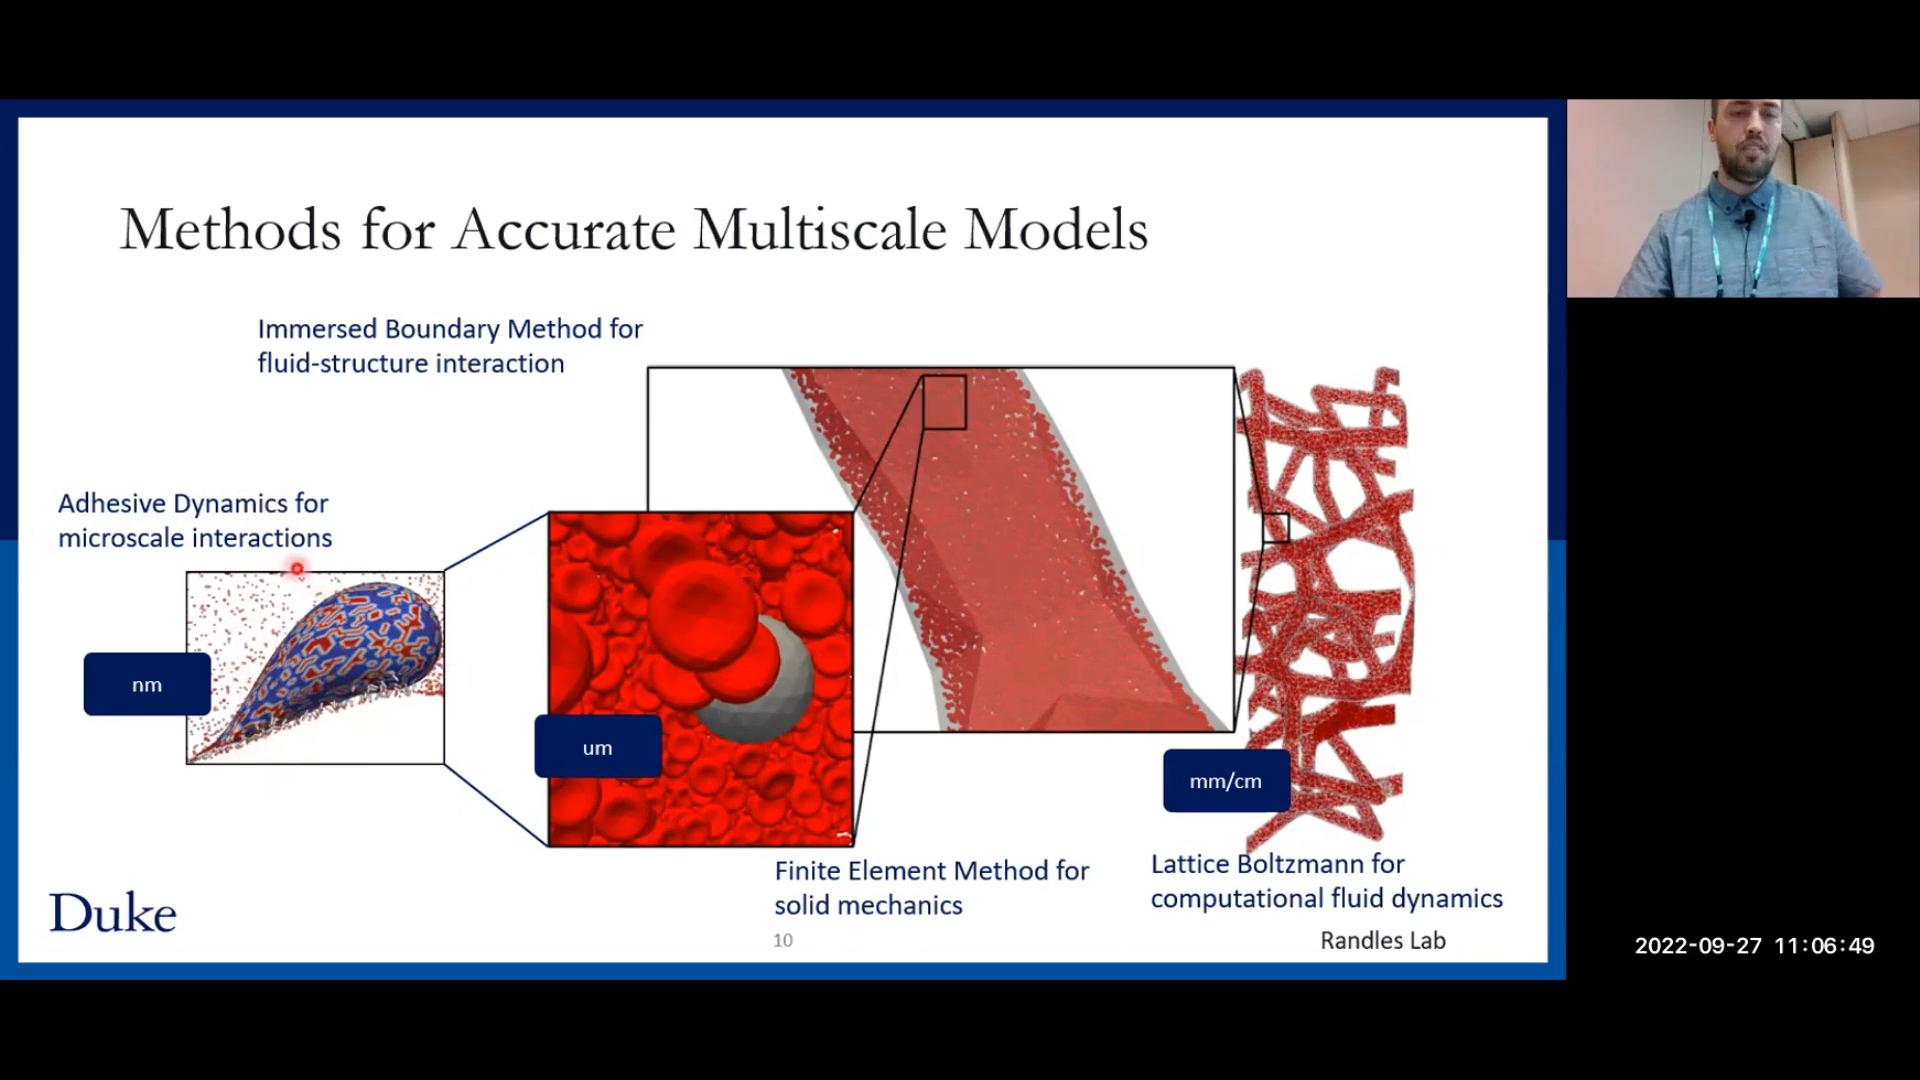 Methods for Accurate Multiscale Models
Immersed Boundary Method for
fluid-structure interaction
Adhesive Dynamics for
microscale interactions
nm
um
mm/cm
Finite Element Method for
solid mechanics
Lattice Boltzmann for
computational fluid dynamics
Duke
10
Randles Lab
2022-09-27 11:06:49